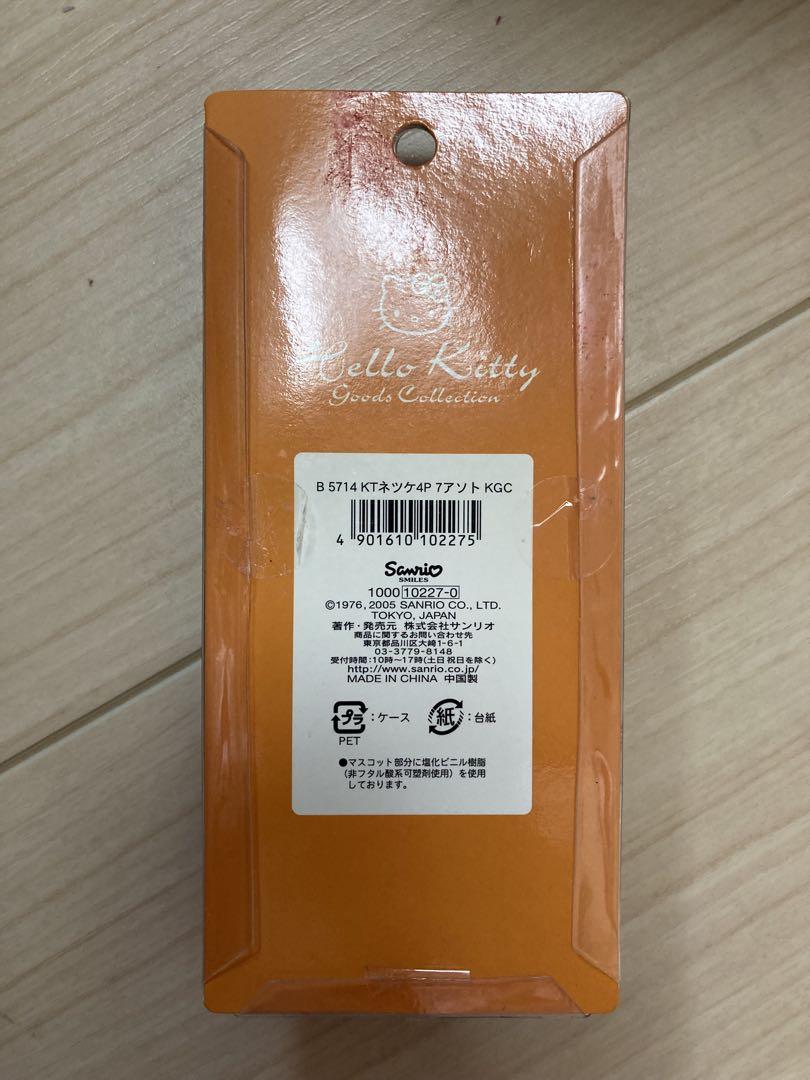 Hello Kitty
Goods Collection
B 5714 KTネツケ4P 7アソト KGC
4 901610 102275
Sanrio
SMILES
1000 10227-0
©1976, 2005 SANRIO CO., LTD.
TOKYO, JAPAN
著作・発売元 株式会社サンリオ
商品に関するお問い合わせ先
東京都品川区大崎1-6-1
03-3779-8148
受付時間:10時〜17時(土日祝日を除く)
http://www.sanrio.co.jp/
MADE IN CHINA 中国製
プラ:ケース 紙:台紙
PET
●マスコット部分に塩化ビニル樹脂
(非フタル酸系可塑剤使用)を使用
しております。